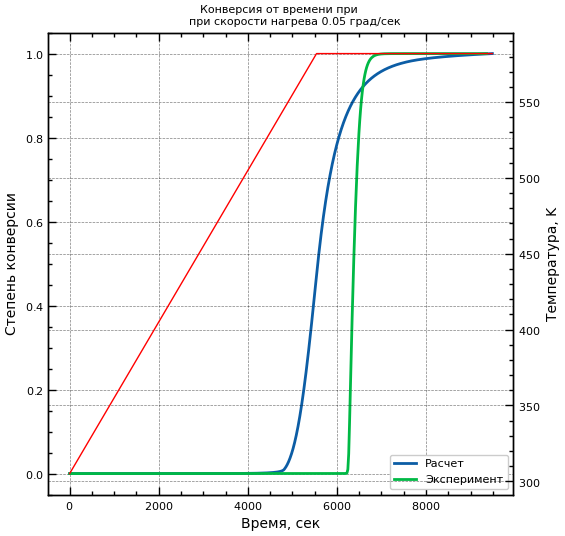 Конверсия от времени при
при скорости нагрева 0.05 град/сек
1.0
0.8
0.6
0.4
0.2
0.0
Степень конверсии
550
500
450
400
350
300
Температура, K
Расчет
Эксперимент
0 2000 4000 6000 8000
Время, сек